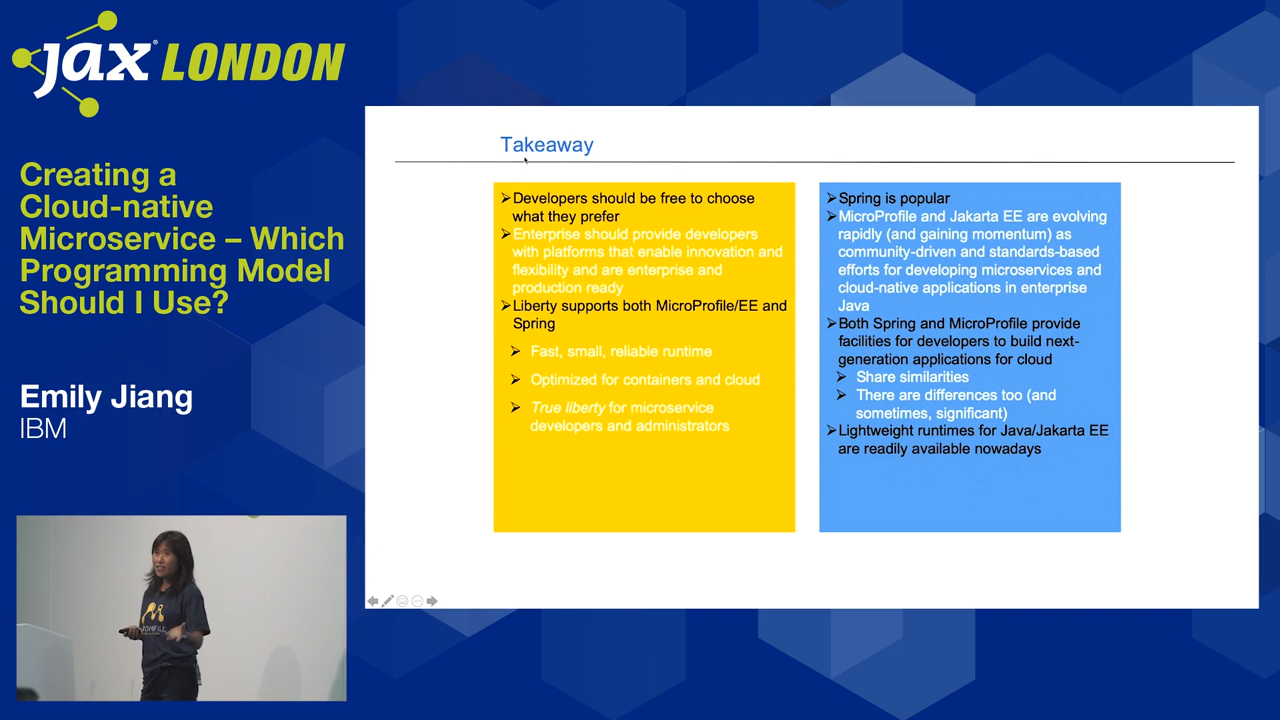 jax LONDON
Creating a
Cloud-native
Microservice – Which
Programming Model
Should I Use?
Emily Jiang
IBM
Takeaway
➢Developers should be free to choose
what they prefer
➢Enterprise should provide developers
with platforms that enable innovation and
flexibility and are enterprise and
production ready
➢Liberty supports both MicroProfile/EE and
Spring
➢ Fast, small, reliable runtime
➢ Optimized for containers and cloud
➢ True liberty for microservice
developers and administrators
➢Spring is popular
➢MicroProfile and Jakarta EE are evolving
rapidly (and gaining momentum) as
community-driven and standards-based
efforts for developing microservices and
cloud-native applications in enterprise
Java
➢Both Spring and MicroProfile provide
facilities for developers to build next-
generation applications for cloud
➢ Share similarities
➢ There are differences too (and
sometimes, significant)
➢Lightweight runtimes for Java/Jakarta EE
are readily available nowadays